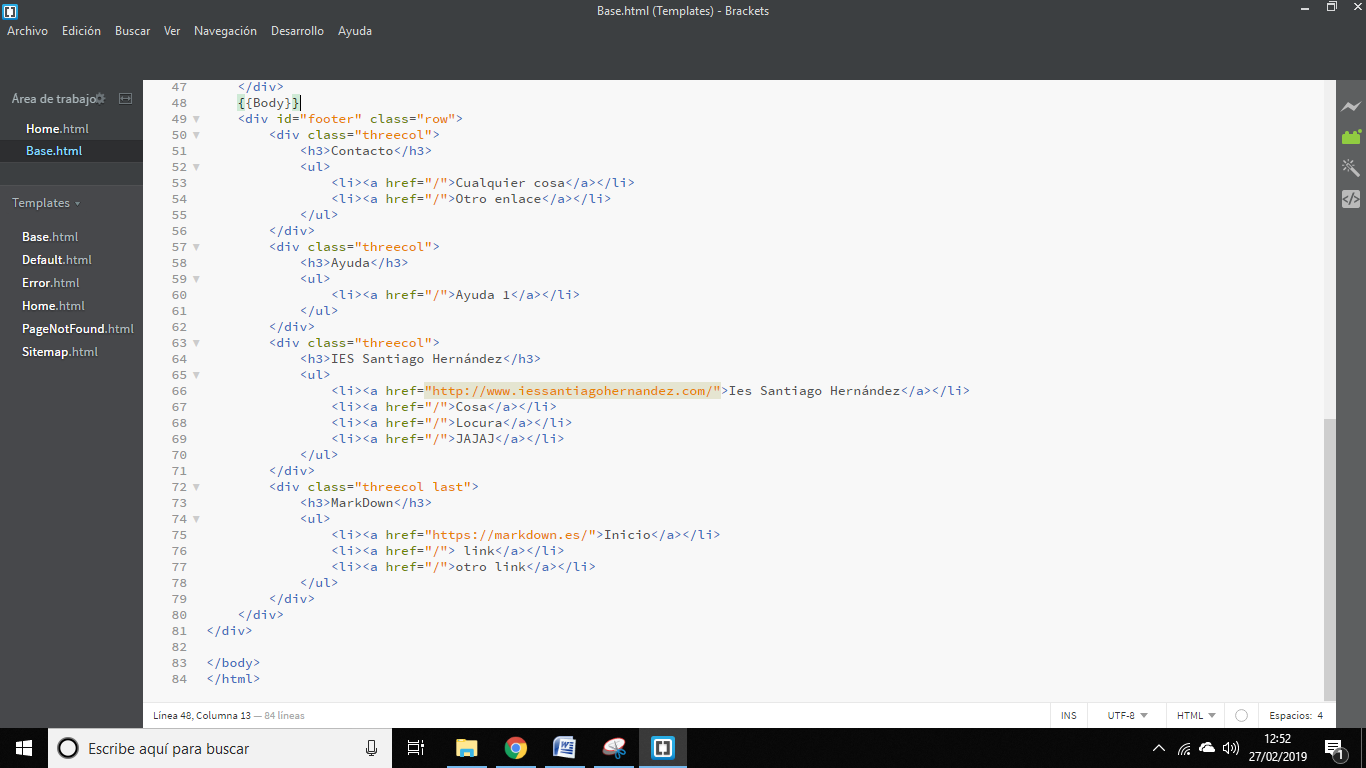 Base.html (Templates) - Brackets
Archivo Edición Buscar Ver Navegación Desarrollo Ayuda
Área de trabajo
Home.html
Base.html
Templates
Base.html
Default.html
Error.html
Home.html
PageNotFound.html
Sitemap.html
47 </div>
48 {{Body}}
49 <div id="footer" class="row">
50 <div class="threecol">
51 <h3>Contacto</h3>
52 <ul>
53 <li><a href="/">Cualquier cosa</a></li>
54 <li><a href="/">Otro enlace</a></li>
55 </ul>
56 </div>
57 <div class="threecol">
58 <h3>Ayuda</h3>
59 <ul>
60 <li><a href="/">Ayuda 1</a></li>
61 </ul>
62 </div>
63 <div class="threecol">
64 <h3>IES Santiago Hernández</h3>
65 <ul>
66 <li><a href="http://www.iessantiagohernandez.com/">Ies Santiago Hernández</a></li>
67 <li><a href="/">Cosa</a></li>
68 <li><a href="/">Locura</a></li>
69 <li><a href="/">JAJAJ</a></li>
70 </ul>
71 </div>
72 <div class="threecol last">
73 <h3>MarkDown</h3>
74 <ul>
75 <li><a href="https://markdown.es/">Inicio</a></li>
76 <li><a href="/"> link</a></li>
77 <li><a href="/">otro link</a></li>
78 </ul>
79 </div>
80 </div>
81 </div>
82
83 </body>
84 </html>
Línea 48, Columna 13 — 84 líneas
INS UTF-8 HTML Espacios: 4
Escribe aquí para buscar
12:52
27/02/2019
1